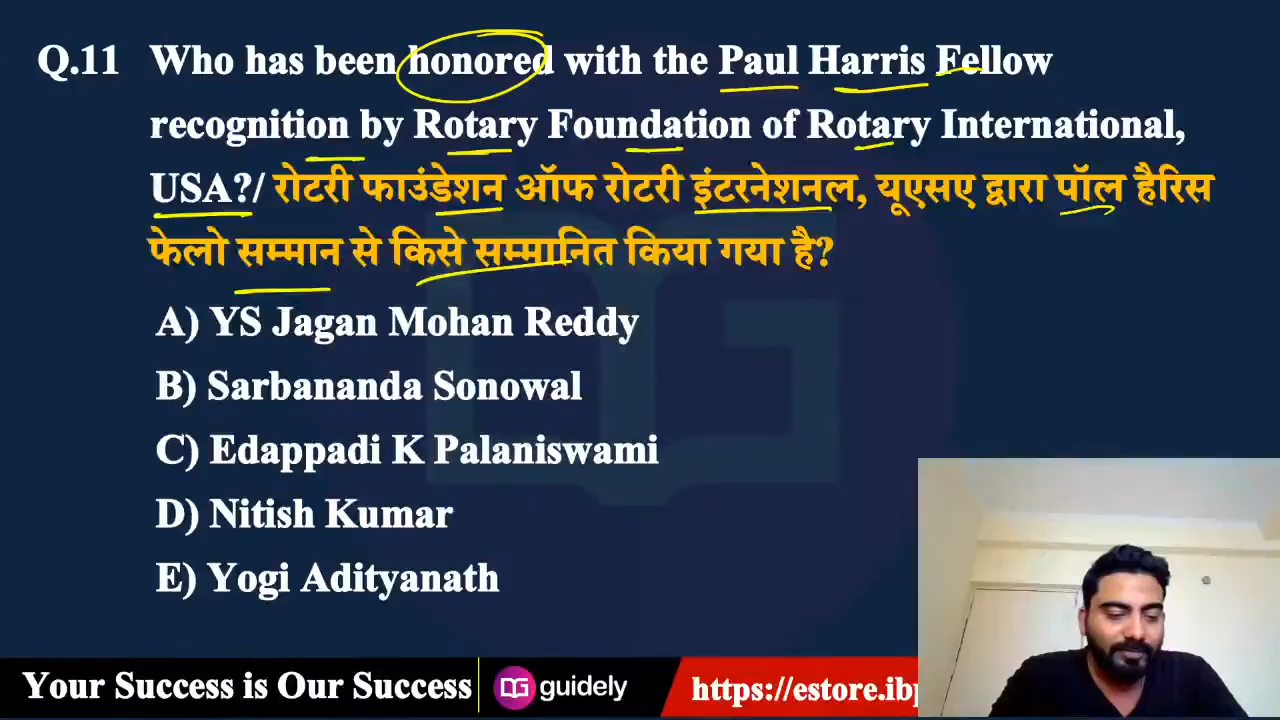 Q.11 Who has been honored with the Paul Harris Fellow
recognition by Rotary Foundation of Rotary International,
USA?/ रोटरी फाउंडेशन ऑफ रोटरी इंटरनेशनल, यूएसए द्वारा पॉल हैरिस
फेलो सम्मान से किसे सम्मानित किया गया है?
A) YS Jagan Mohan Reddy
B) Sarbananda Sonowal
C) Edappadi K Palaniswami
D) Nitish Kumar
E) Yogi Adityanath
Your Success is Our Success
guidely
https://estore.ib